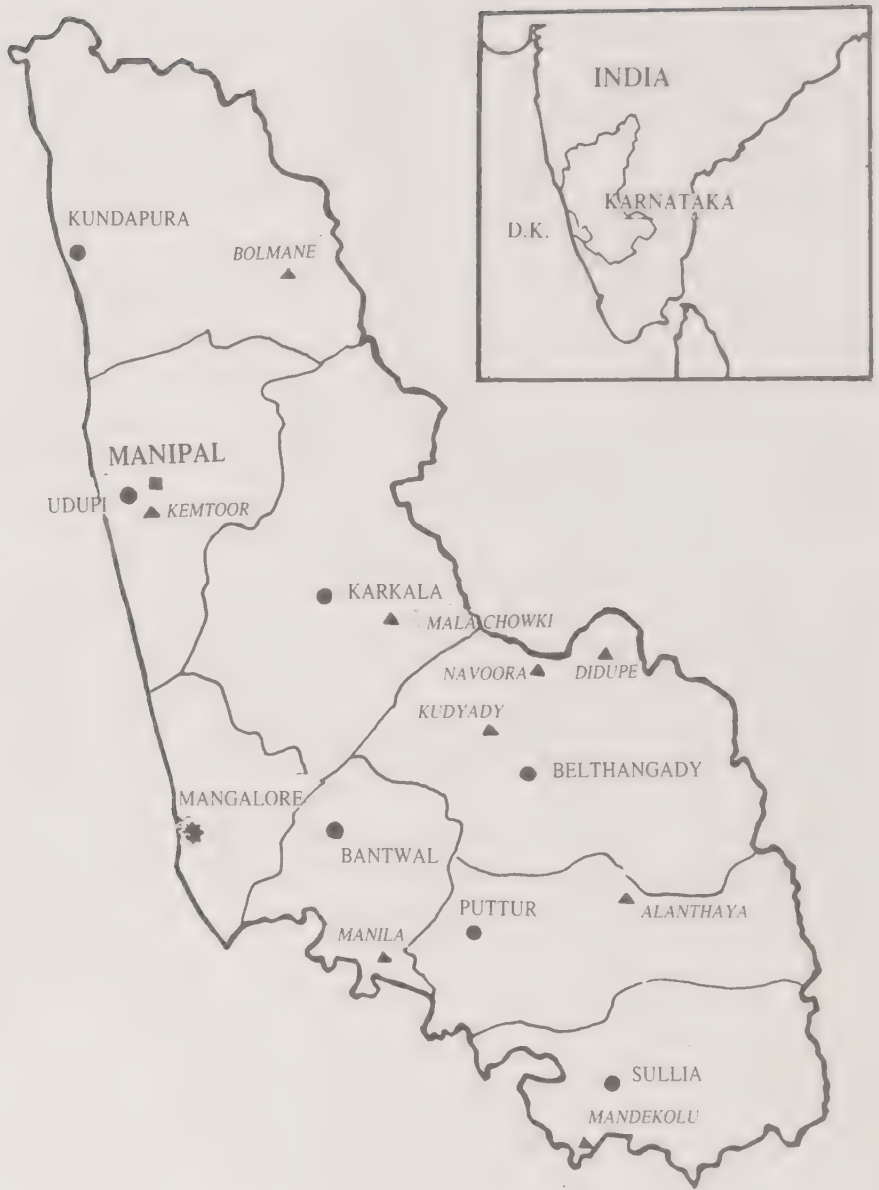 INDIA
KARNATAKA
D.K.
KUNDAPURA
BOLMANE
MANIPAL
UDUPI
KEMTOOR
KARKALA
MALA CHOWKI
NAVOORA
DIDUPE
KUDYADY
BELTHANGADY
MANGALORE
BANTWAL
PUTTUR
ALANTHAYA
MANILA
SULLIA
MANDEKOLU